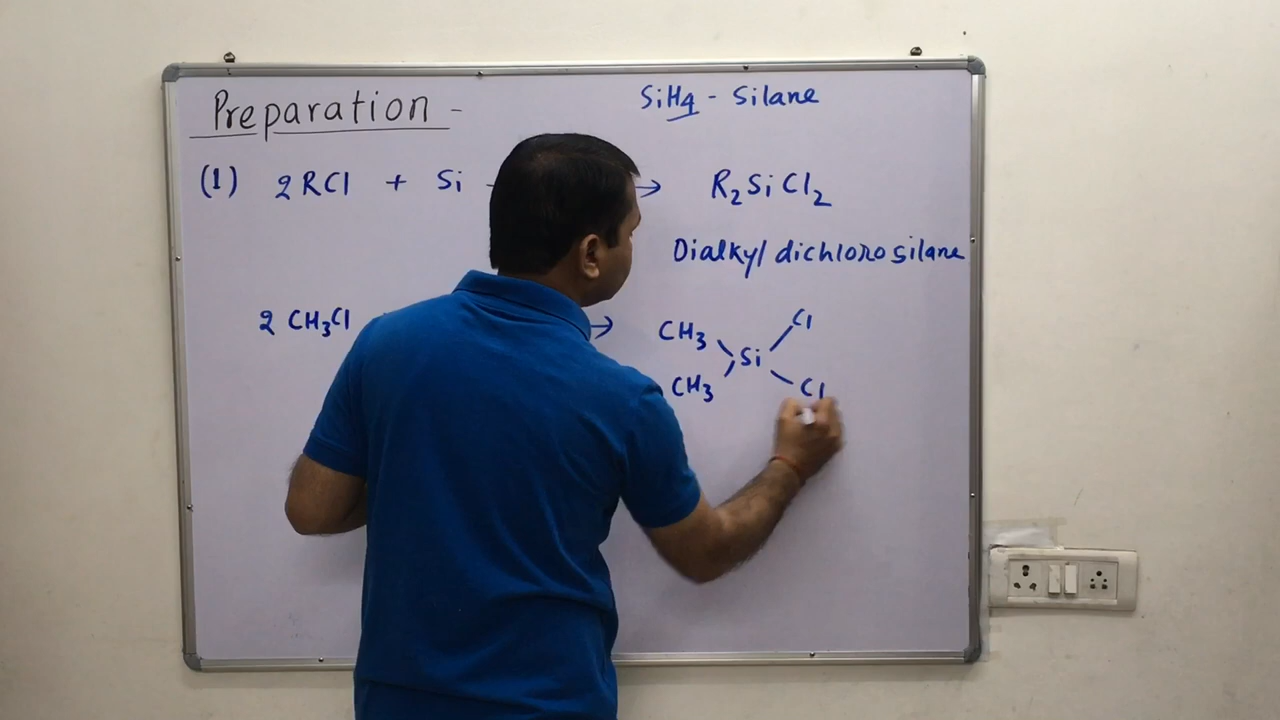 Preparation -
SiH4 - Silane
(1) 2RCl + Si → R2SiCl2
Dialkyl dichlorosilane
2 CH3Cl → CH3 Cl
Si
CH3 Cl